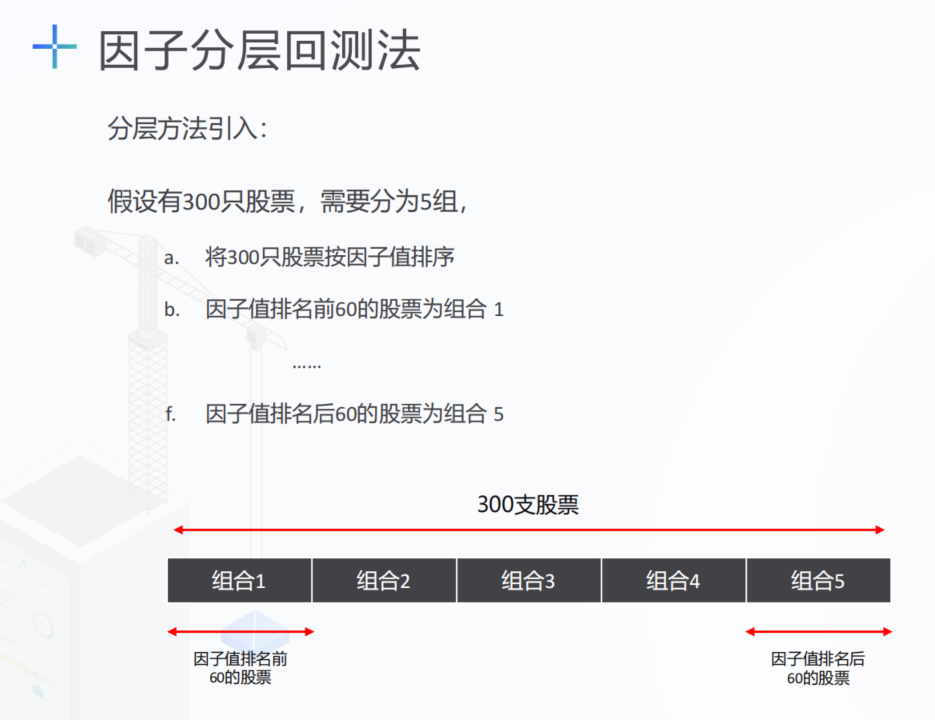 因子分层回测法
分层方法引入：
假设有300只股票，需要分为5组，
a. 将300只股票按因子值排序
b. 因子值排名前60的股票为组合 1
……
f. 因子值排名后60的股票为组合 5
300支股票
组合1 组合2 组合3 组合4 组合5
因子值排名前
60的股票
因子值排名后
60的股票